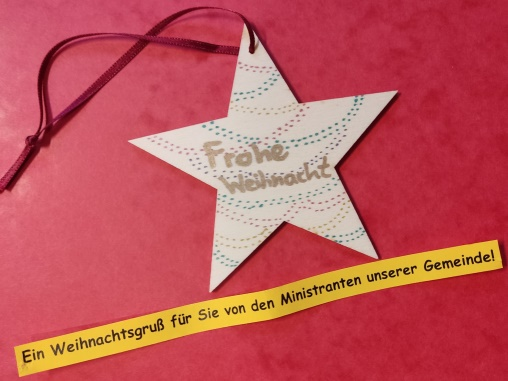 Frohe
Weihnacht
Ein Weihnachtsgruß für Sie von den Ministranten unserer Gemeinde!